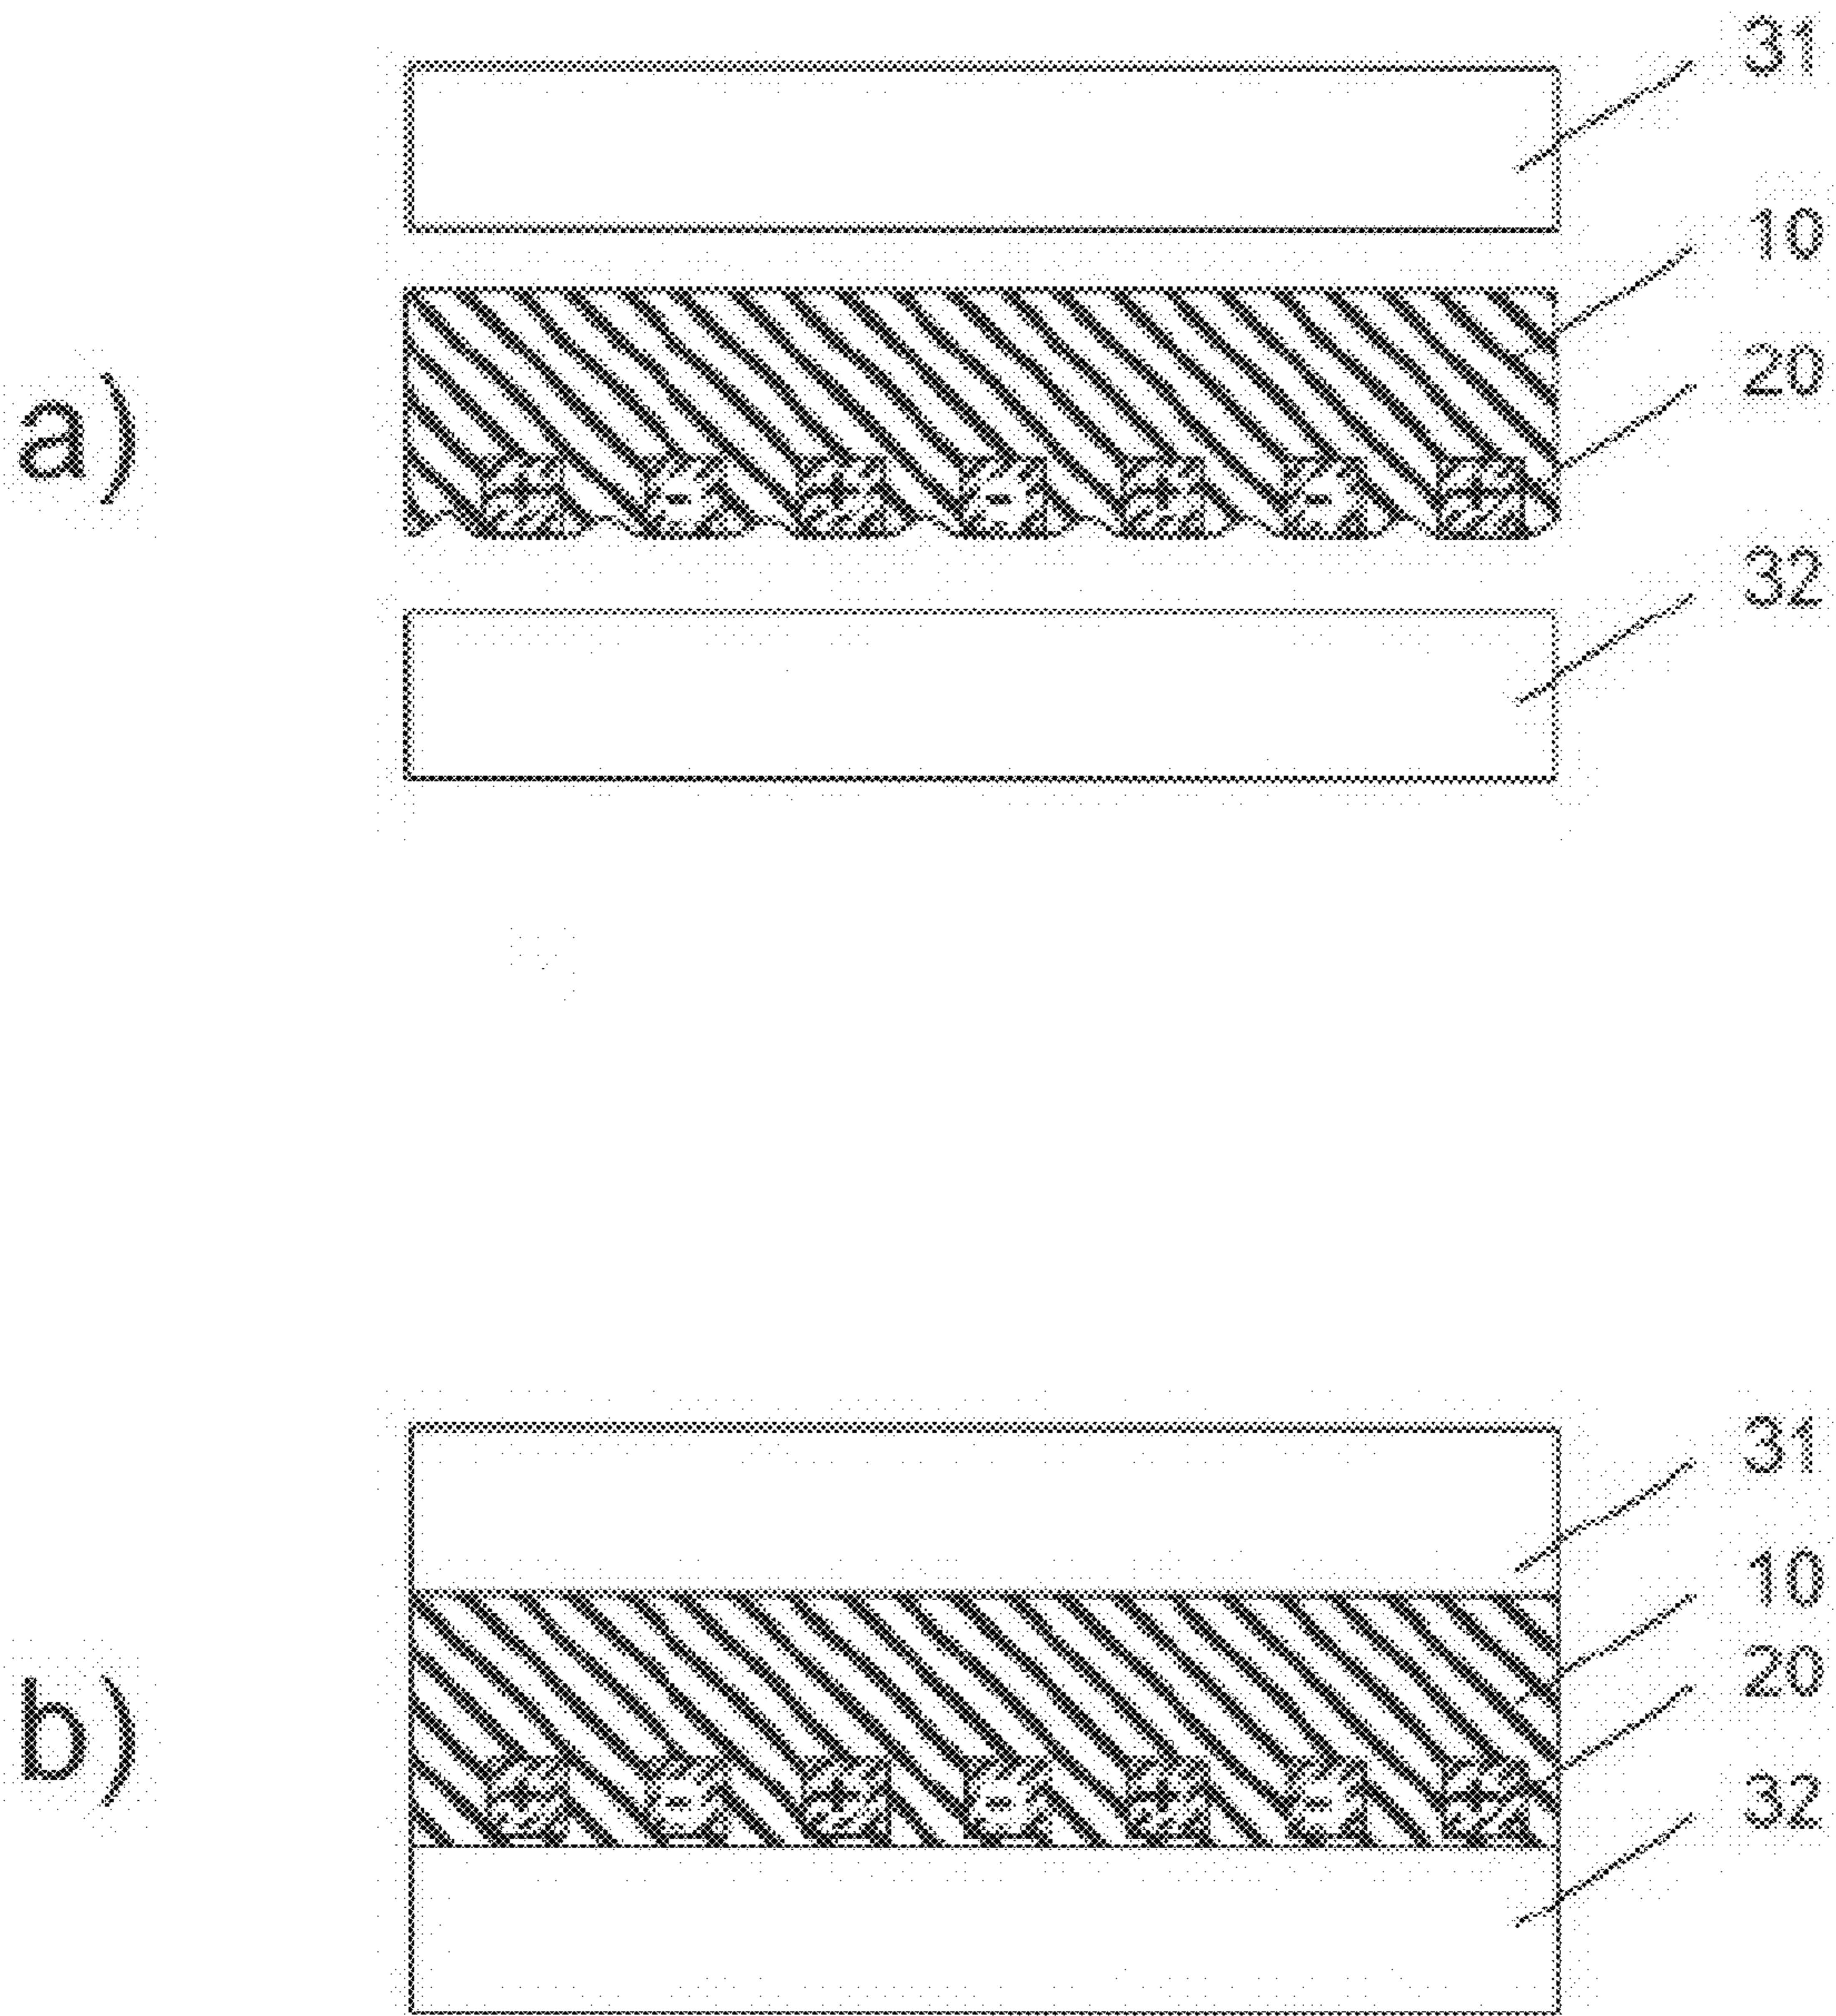 31
10
a)
20
+ - + - + - +
32
31
10
20
b)
+ - + - + - +
32